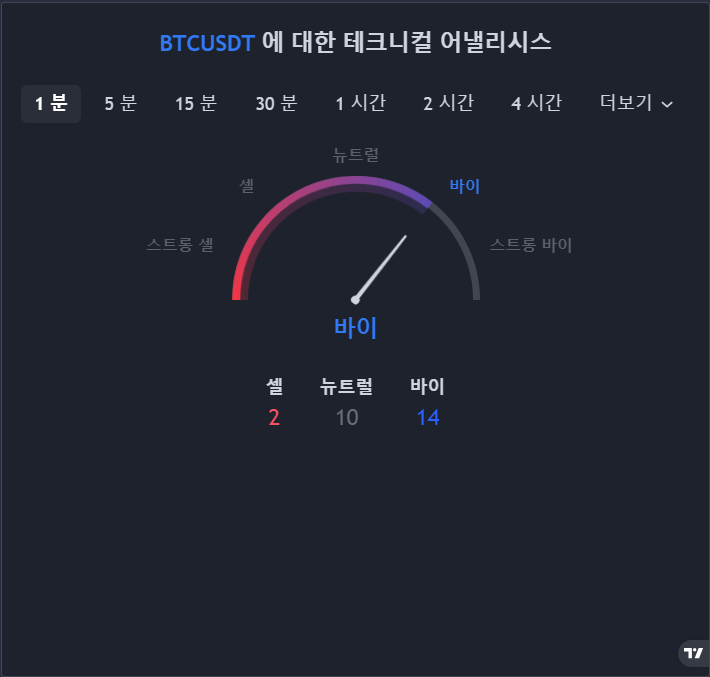 BTCUSDT 에 대한 테크니컬 어낼리시스
1 분 5 분 15 분 30 분 1 시간 2 시간 4 시간 더보기
뉴트럴
셀 바이
스트롱 셀 스트롱 바이
바이
셀 뉴트럴 바이
2 10 14